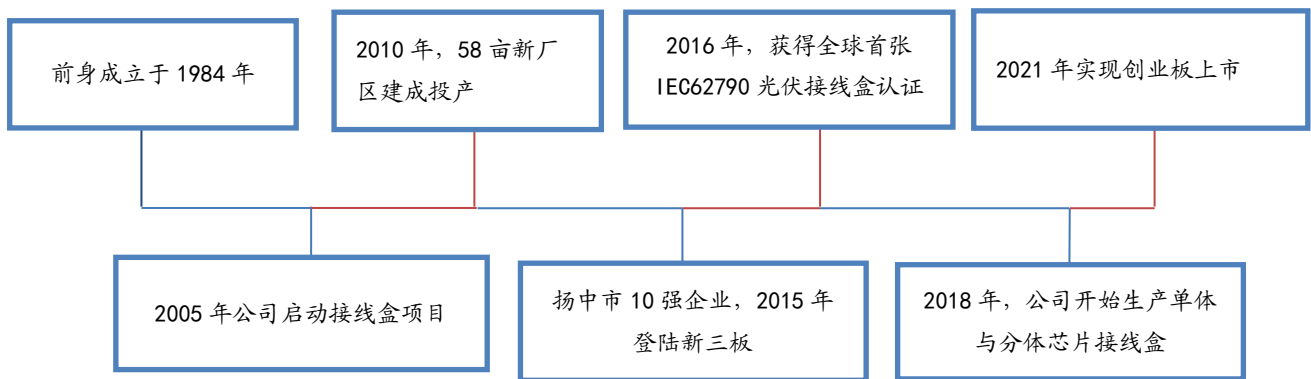 前身成立于 1984 年
2010 年，58 亩新厂
区建成投产
2016 年，获得全球首张
IEC62790 光伏接线盒认证
2021 年实现创业板上市
2005 年公司启动接线盒项目
扬中市 10 强企业，2015 年
登陆新三板
2018 年，公司开始生产单体
与分体芯片接线盒